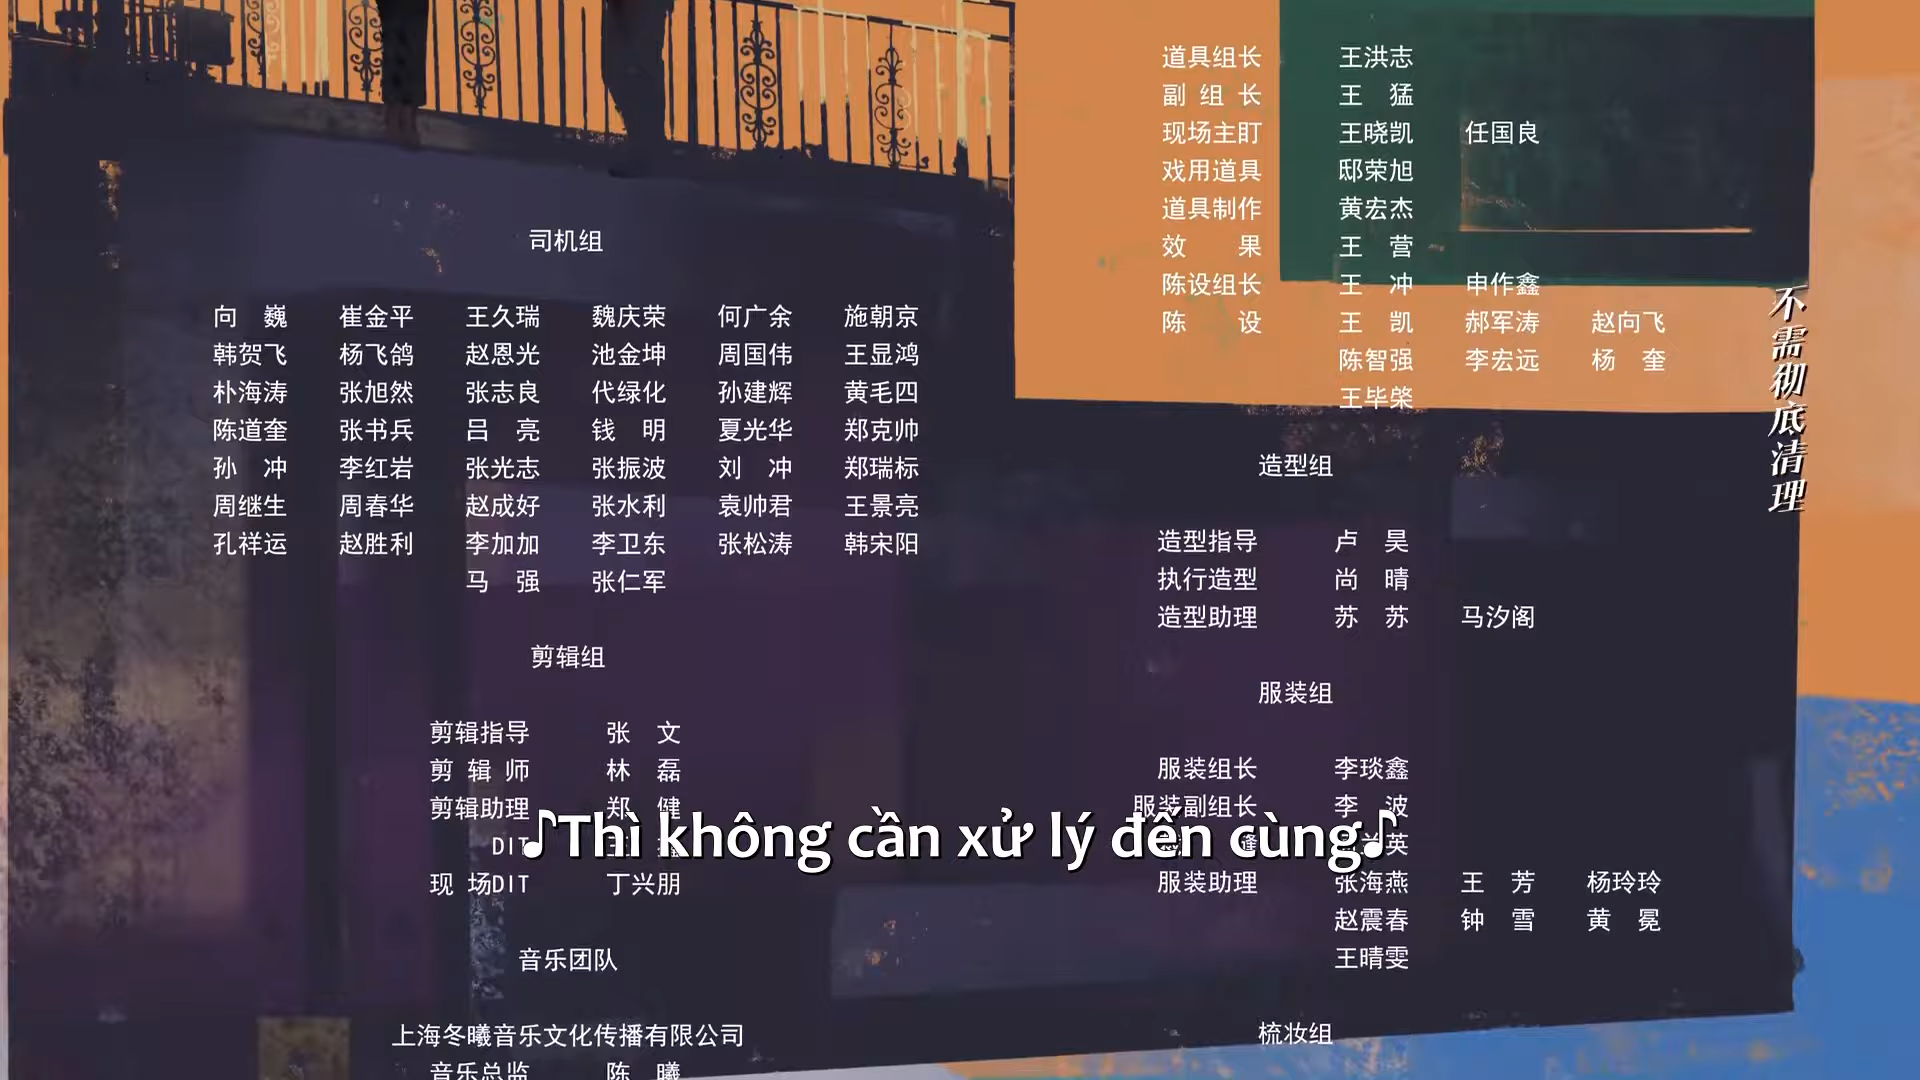 司机组
向 巍 崔金平 王久瑞 魏庆荣 何广余 施朝京
韩贺飞 杨飞鸽 赵恩光 池金坤 周国伟 王显鸿
朴海涛 张旭然 张志良 代绿化 孙建辉 黄毛四
陈道奎 张书兵 吕 亮 钱 明 夏光华 郑克帅
孙 冲 李红岩 张光志 张振波 刘 冲 郑瑞标
周继生 周春华 赵成好 张水利 袁帅君 王景亮
孔祥运 赵胜利 李加加 李卫东 张松涛 韩宋阳
马 强 张仁军
剪辑组
剪辑指导 张 文
剪 辑 师 林 磊
剪辑助理 郑 健
DIT
现 场DIT 丁兴朋
音乐团队
上海冬曦音乐文化传播有限公司
音乐总监 陈 曦
道具组长 王洪志
副 组 长 王 猛
现场主盯 王晓凯 任国良
戏用道具 邸荣旭
道具制作 黄宏杰
效 果 王 营
陈设组长 王 冲 申作鑫
陈 设 王 凯 郝军涛 赵向飞
陈智强 李宏远 杨 奎
王毕棨
造型组
造型指导 卢 昊
执行造型 尚 晴
造型助理 苏 苏 马汐阁
服装组
服装组长 李琰鑫
服装副组长 李 波
英
服装助理 张海燕 王 芳 杨玲玲
赵震春 钟 雪 黄 冕
王晴雯
梳妆组
不需彻底清理
♪Thì không cần xử lý đến cùng♪